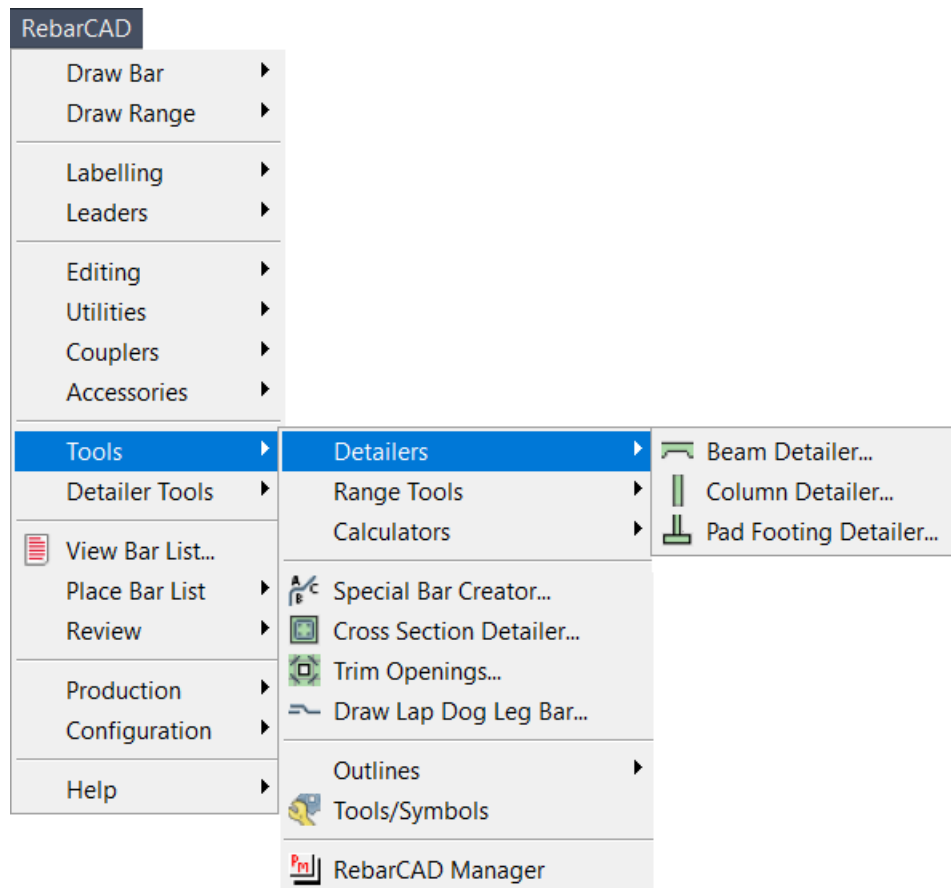 RebarCAD
Draw Bar
Draw Range
Labelling
Leaders
Editing
Utilities
Couplers
Accessories
Tools
Detailer Tools
View Bar List...
Place Bar List
Review
Production
Configuration
Help
Detailers
Range Tools
Calculators
A C B
Special Bar Creator...
Cross Section Detailer...
Trim Openings...
Draw Lap Dog Leg Bar...
Outlines
Tools/Symbols
PM
RebarCAD Manager
Beam Detailer...
Column Detailer...
Pad Footing Detailer...